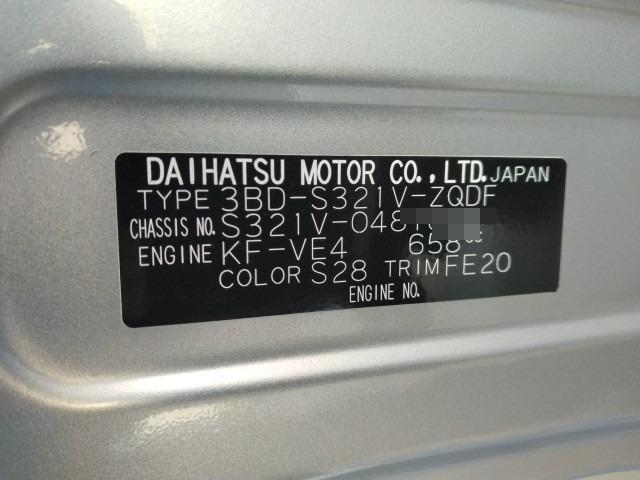 DAIHATSU MOTOR CO.,LTD. JAPAN
TYPE 3BD-S321V-ZQDF
CHASSIS NO. S321V-048
ENGINE KF-VE4 658cc
COLOR S28 TRIM FE20
ENGINE NO.